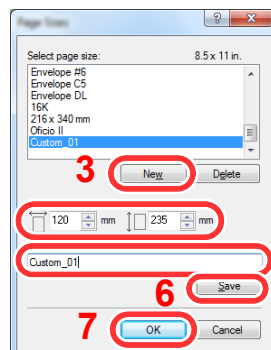 Page Sizes
Select page size: 8.5 x 11 in.
Envelope #6
Envelope C5
Envelope DL
16K
216 x 340 mm
Oficio II
Custom_01
3 New Delete
120 mm 235 mm
Custom_01
6 Save
7 OK Cancel